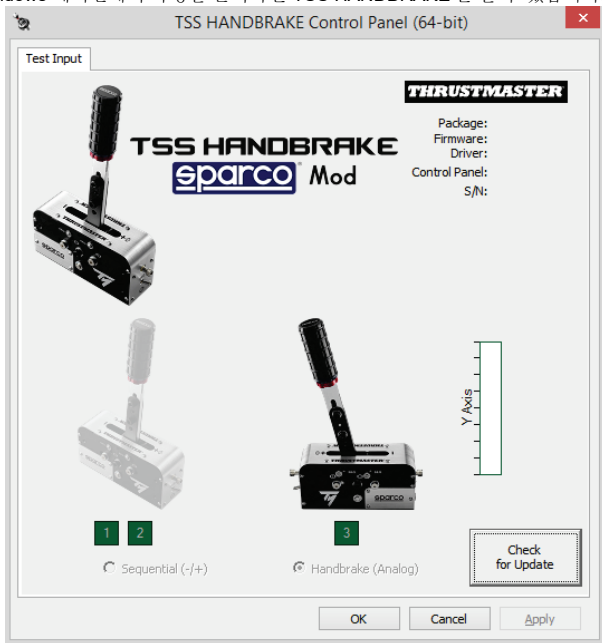 TSS HANDBRAKE Control Panel (64-bit)
Test Input
THRUSTMASTER
TSS HANDBRAKE
sparco Mod
Package:
Firmware:
Driver:
Control Panel:
S/N:
Y Axis
1 2
3
Sequential (-/+)
Handbrake (Analog)
Check
for Update
OK Cancel Apply